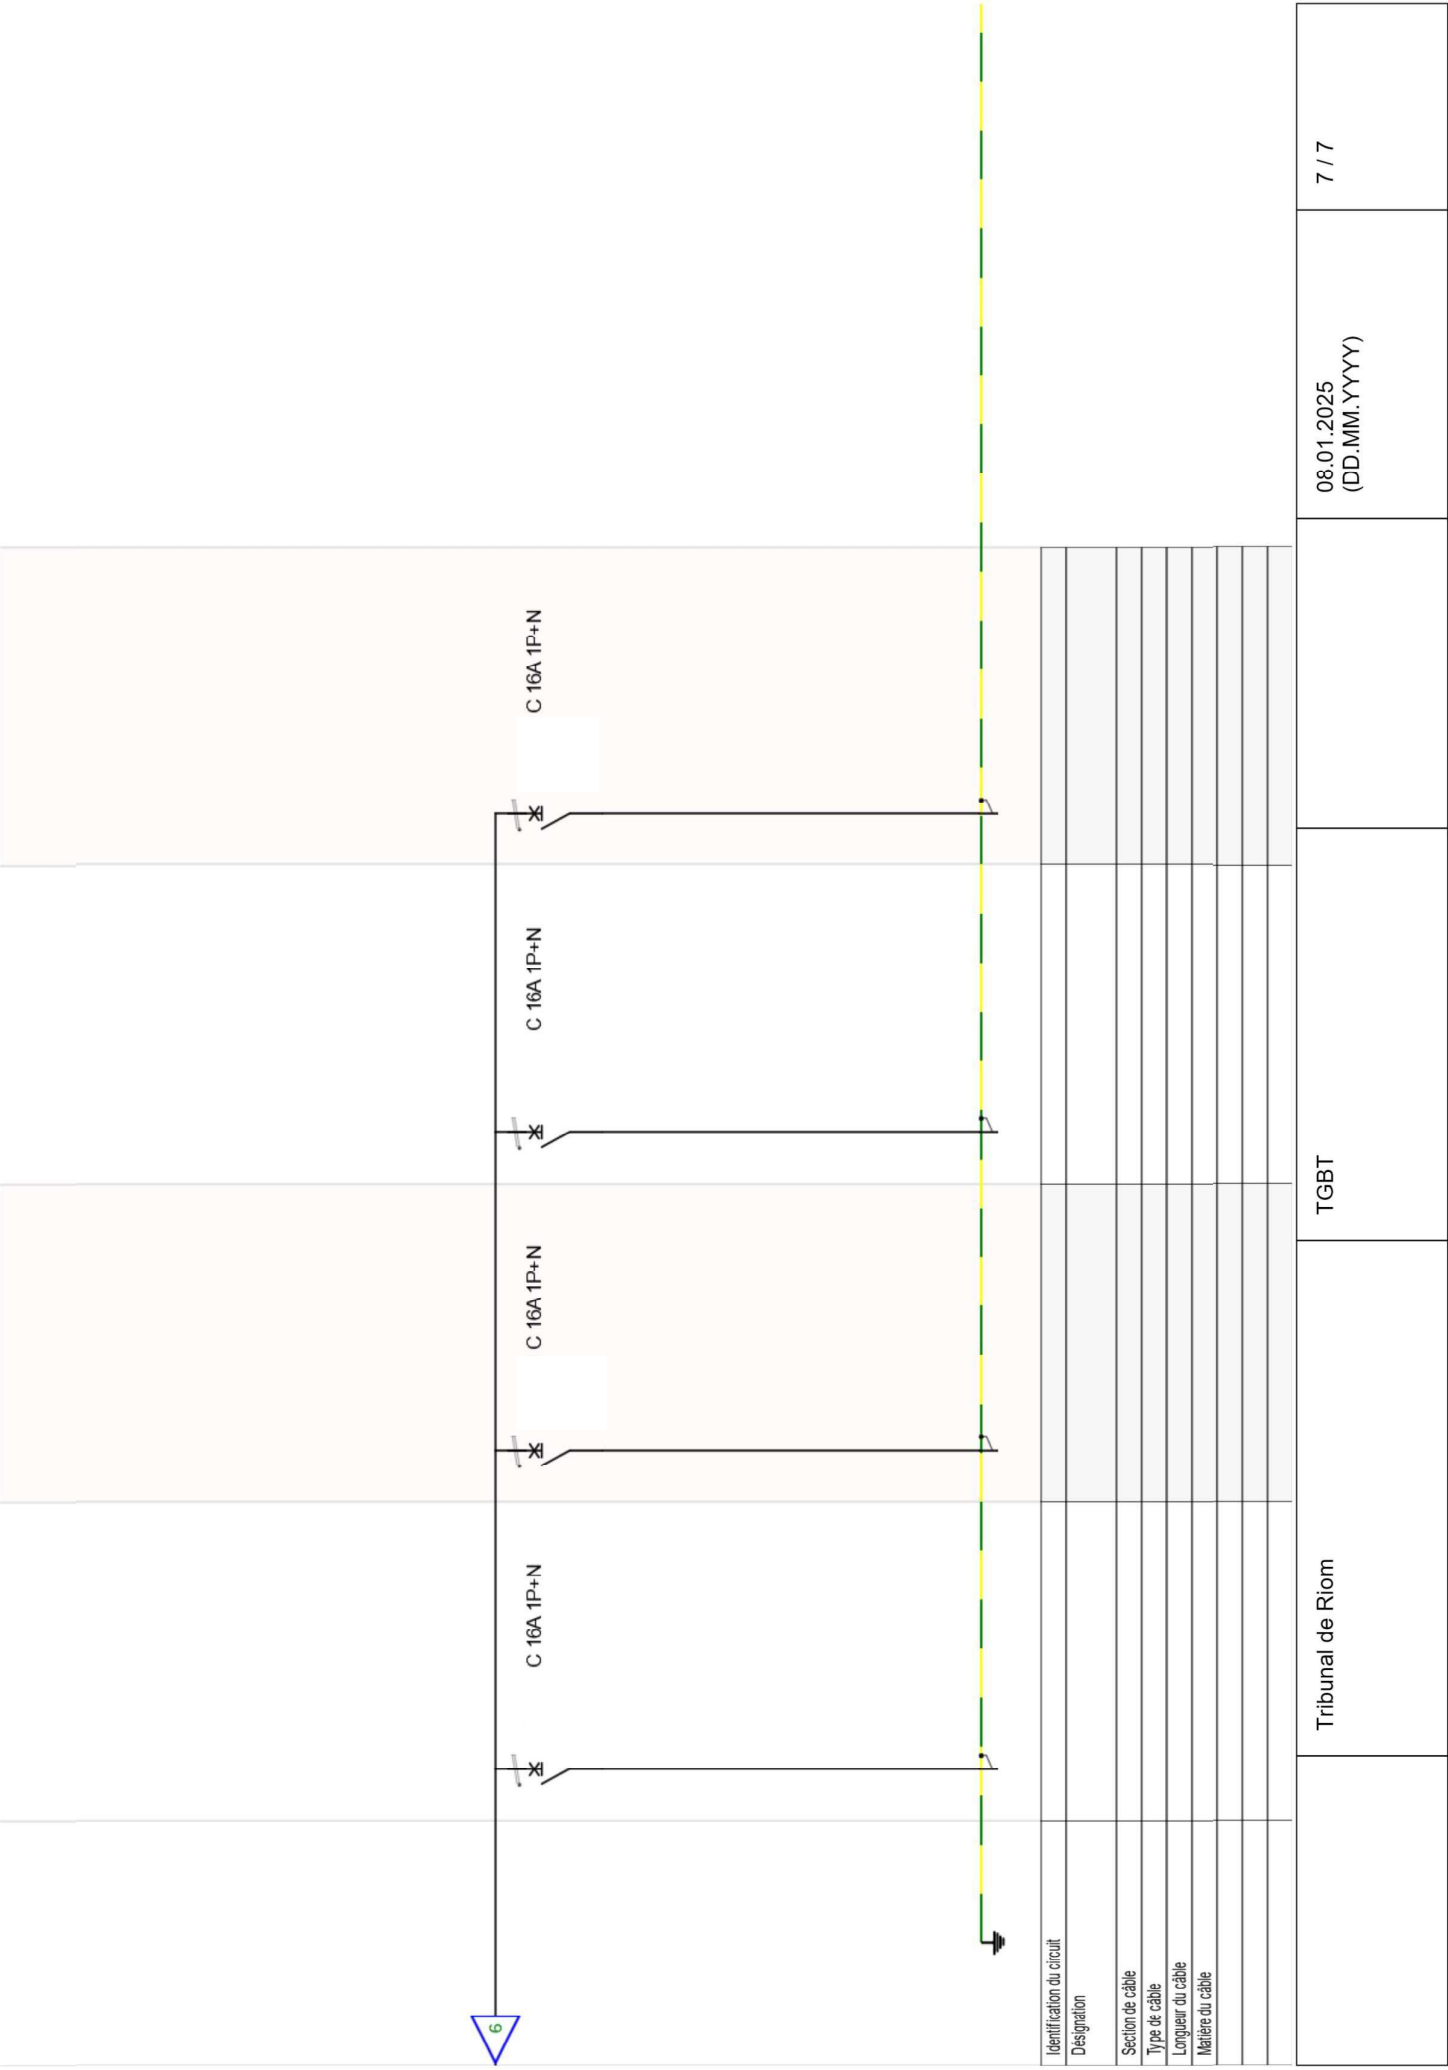 6
C 16A 1P+N
C 16A 1P+N
C 16A 1P+N
C 16A 1P+N
Identification du circuit
Désignation
Section de câble
Type de câble
Longueur du câble
Matière du câble
Tribunal de Riom
TGBT
08.01.2025
(DD.MM.YYYY)
7 / 7